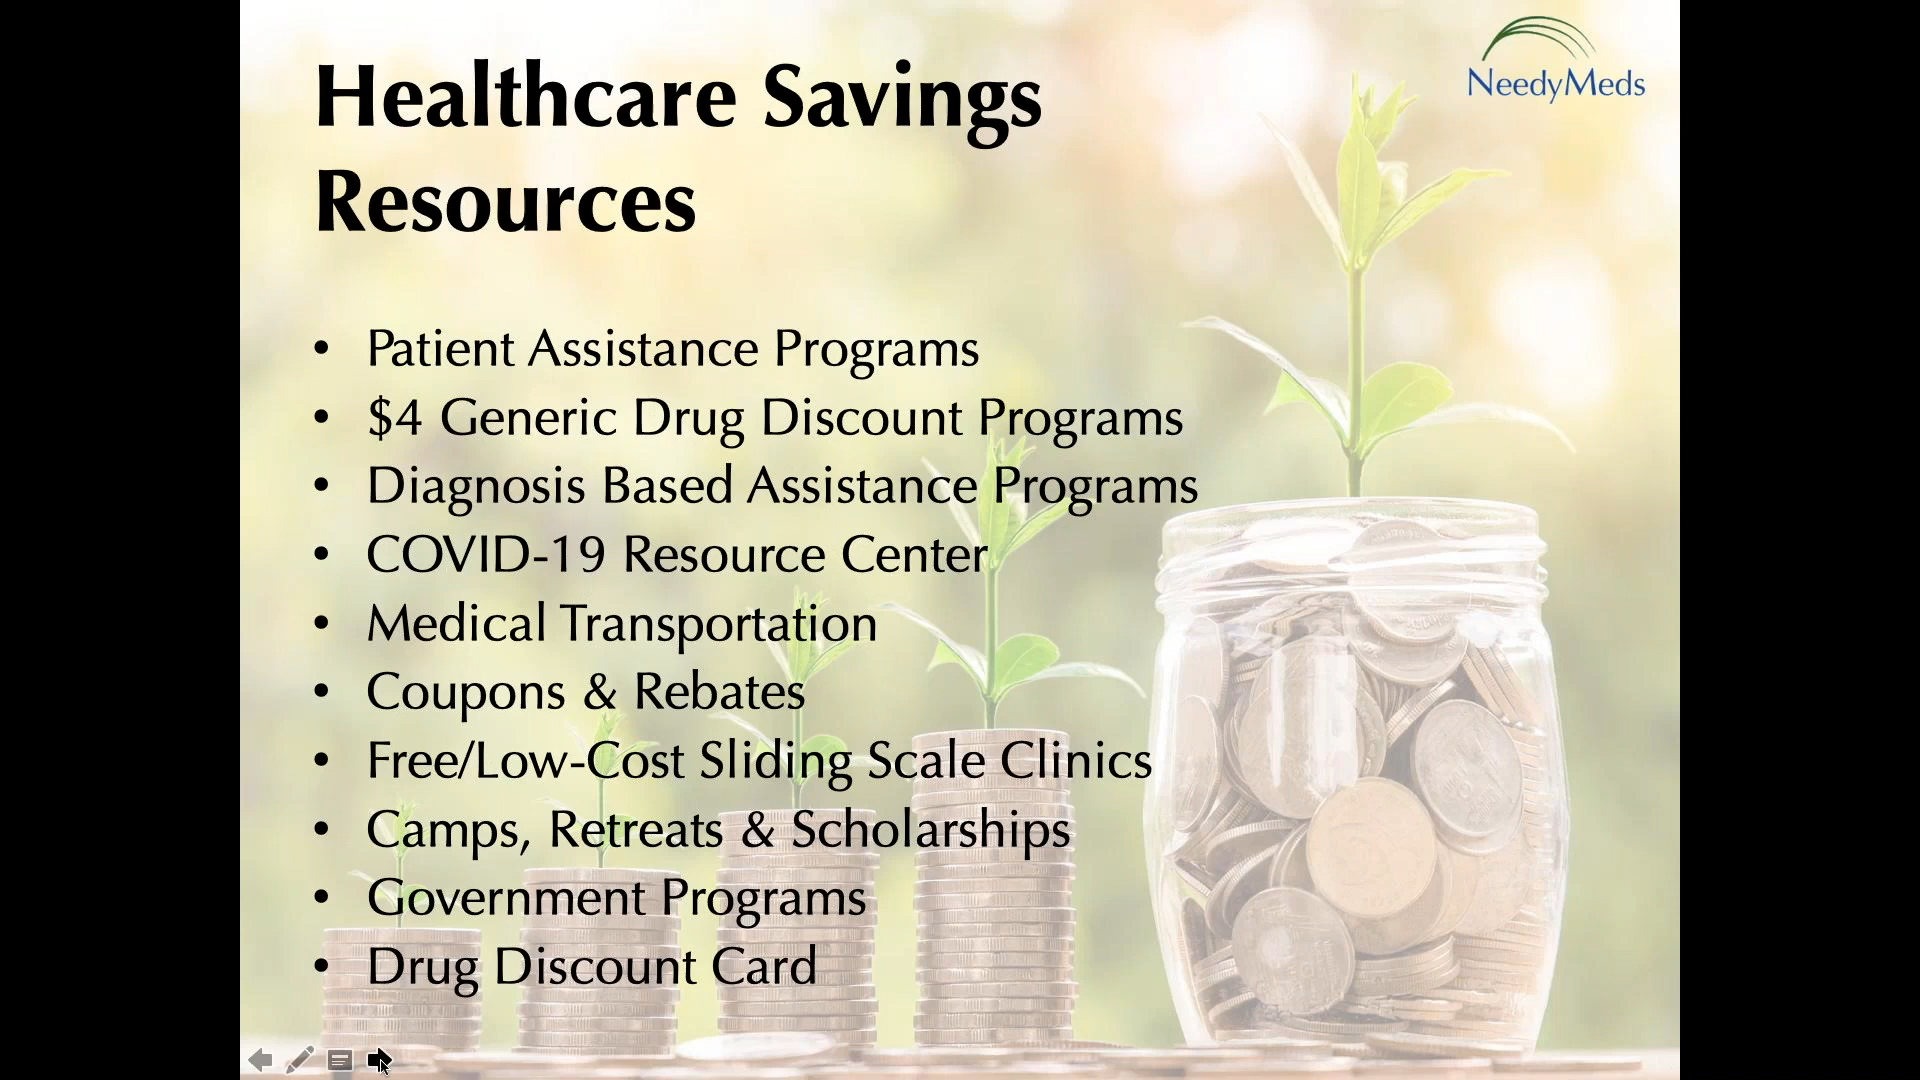 NeedyMeds
Healthcare Savings
Resources
• Patient Assistance Programs
• $4 Generic Drug Discount Programs
• Diagnosis Based Assistance Programs
• COVID-19 Resource Center
• Medical Transportation
• Coupons & Rebates
• Free/Low-Cost Sliding Scale Clinics
• Camps, Retreats & Scholarships
• Government Programs
• Drug Discount Card